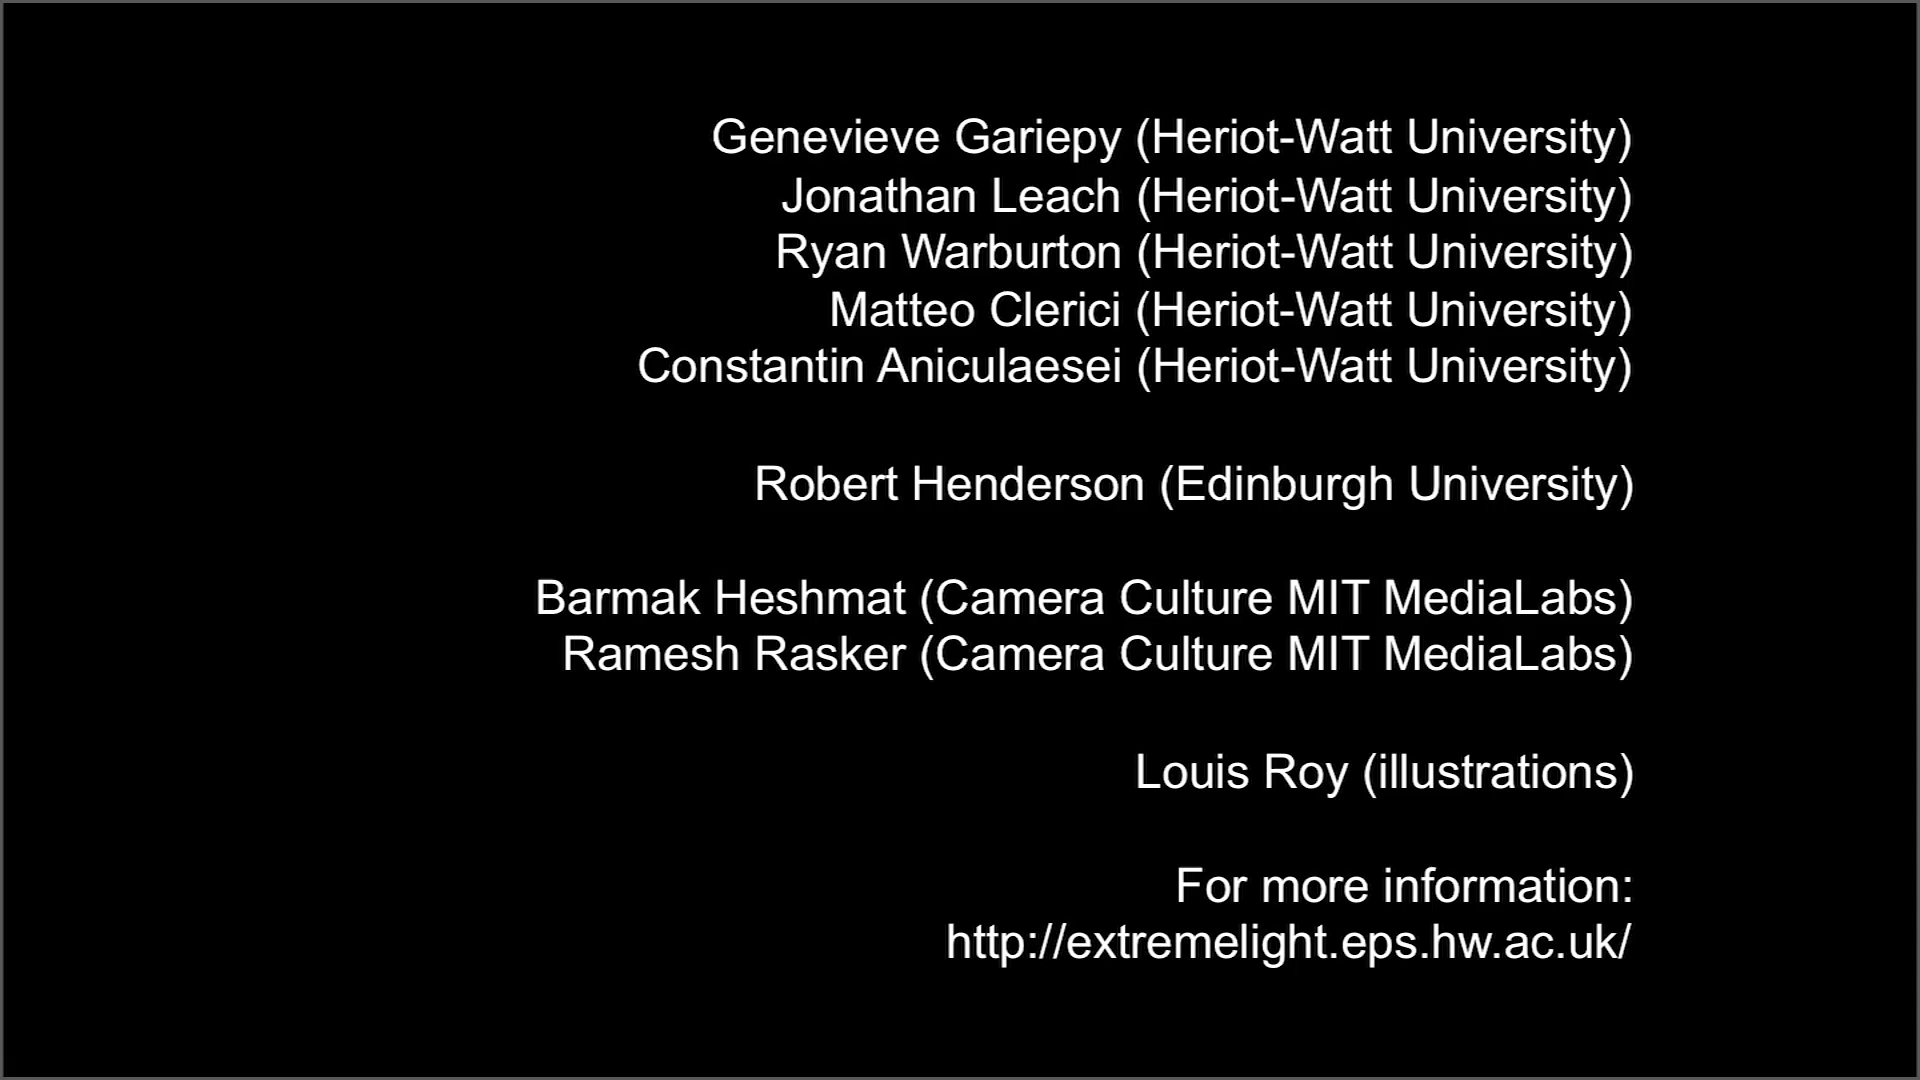 Genevieve Gariepy (Heriot-Watt University)
Jonathan Leach (Heriot-Watt University)
Ryan Warburton (Heriot-Watt University)
Matteo Clerici (Heriot-Watt University)
Constantin Aniculaesei (Heriot-Watt University)
Robert Henderson (Edinburgh University)
Barmak Heshmat (Camera Culture MIT MediaLabs)
Ramesh Rasker (Camera Culture MIT MediaLabs)
Louis Roy (illustrations)
For more information:
http://extremelight.eps.hw.ac.uk/